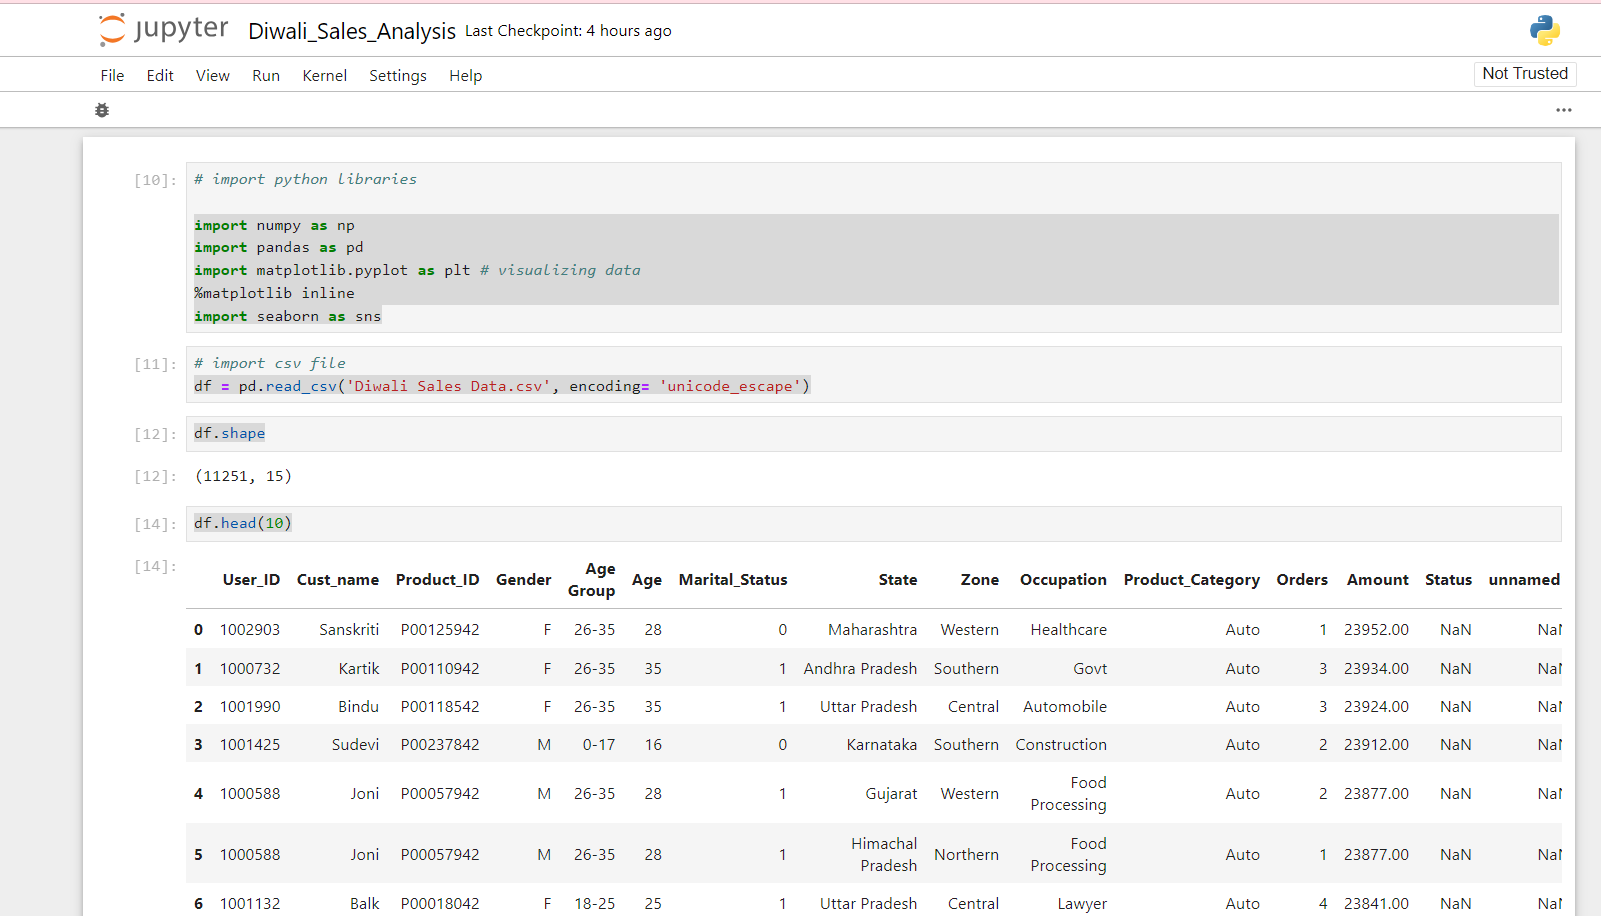 jupyter Diwali_Sales_Analysis Last Checkpoint: 4 hours ago
File Edit View Run Kernel Settings Help Not Trusted
[10]: # import python libraries
import numpy as np
import pandas as pd
import matplotlib.pyplot as plt # visualizing data
%matplotlib inline
import seaborn as sns
[11]: # import csv file
df = pd.read_csv('Diwali Sales Data.csv', encoding= 'unicode_escape')
[12]: df.shape
[12]: (11251, 15)
[14]: df.head(10)
[14]:
User_ID Cust_name Product_ID Gender Age Group Age Marital_Status State Zone Occupation Product_Category Orders Amount Status unnamed
0 1002903 Sanskriti P00125942 F 26-35 28 0 Maharashtra Western Healthcare Auto 1 23952.00 NaN NaN
1 1000732 Kartik P00110942 F 26-35 35 1 Andhra Pradesh Southern Govt Auto 3 23934.00 NaN NaN
2 1001990 Bindu P00118542 F 26-35 35 1 Uttar Pradesh Central Automobile Auto 3 23924.00 NaN NaN
3 1001425 Sudevi P00237842 M 0-17 16 0 Karnataka Southern Construction Auto 2 23912.00 NaN NaN
4 1000588 Joni P00057942 M 26-35 28 1 Gujarat Western Food Processing Auto 2 23877.00 NaN NaN
5 1000588 Joni P00057942 M 26-35 28 1 Himachal Pradesh Northern Food Processing Auto 1 23877.00 NaN NaN
6 1001132 Balk P00018042 F 18-25 25 1 Uttar Pradesh Central Lawyer Auto 4 23841.00 NaN NaN